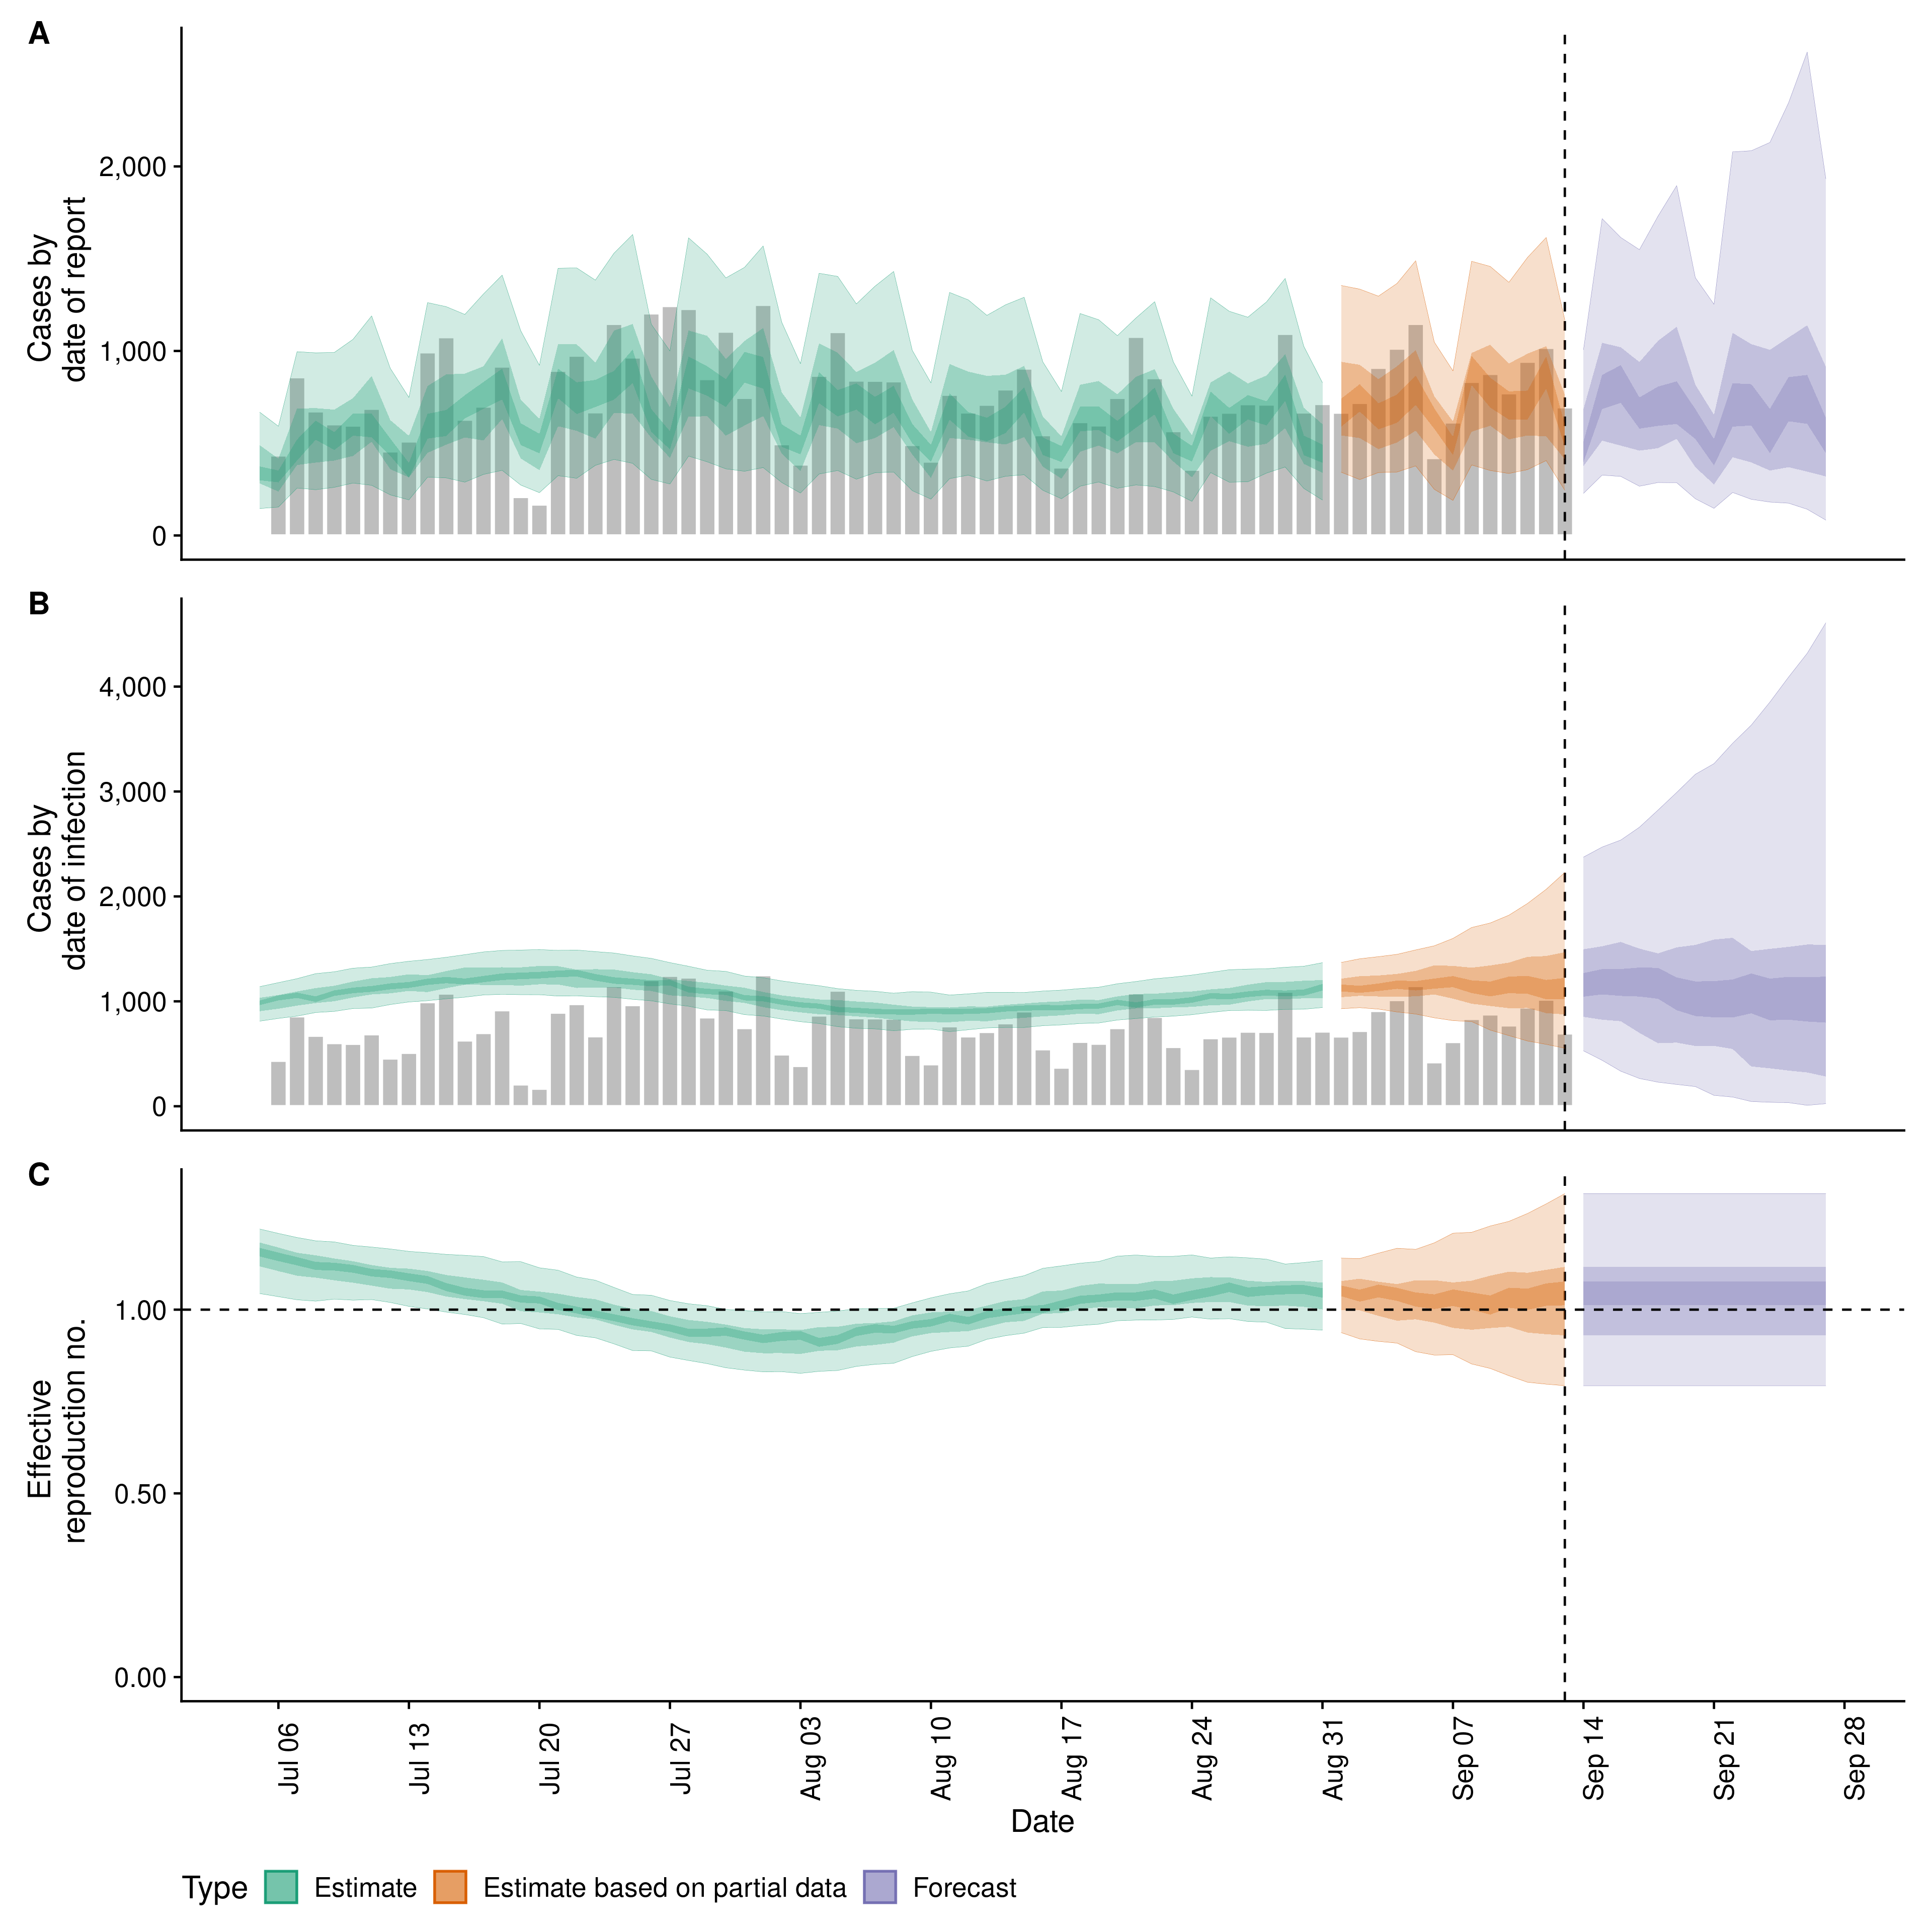 A
Cases by
date of report
2,000
1,000
0
B
Cases by
date of infection
4,000
3,000
2,000
1,000
0
C
Effective
reproduction no.
1.00
0.50
0.00
Jul 06
Jul 13
Jul 20
Jul 27
Aug 03
Aug 10
Aug 17
Aug 24
Aug 31
Sep 07
Sep 14
Sep 21
Sep 28
Date
Type Estimate Estimate based on partial data Forecast